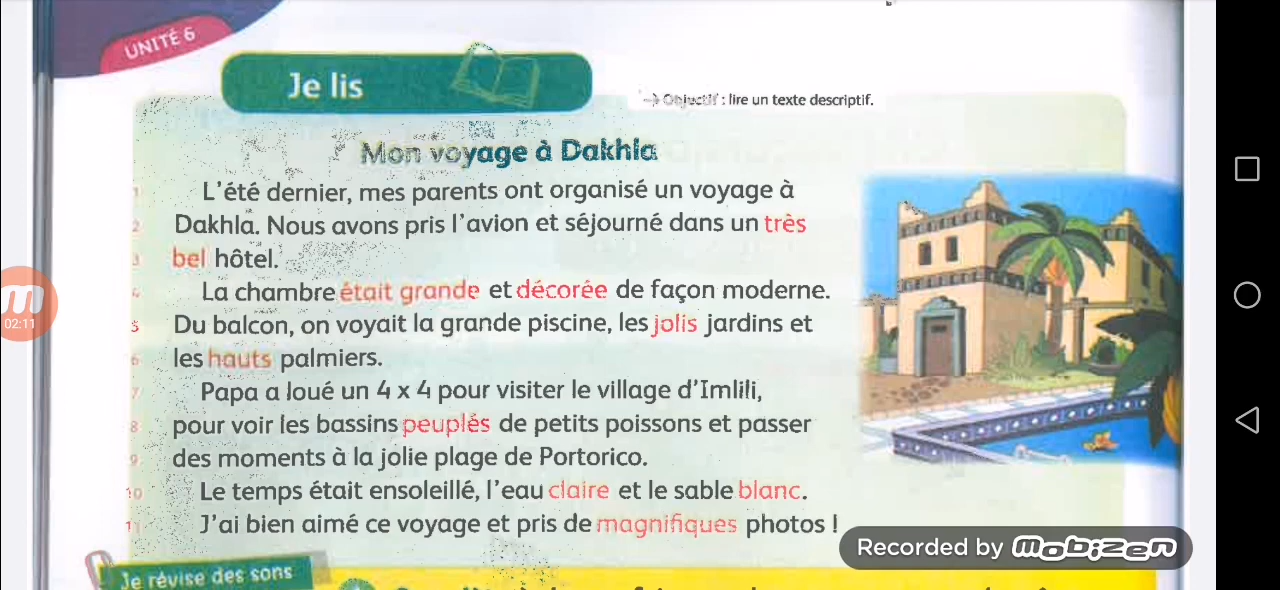 UNITÉ 6
Je lis
Objectif : lire un texte descriptif.
Mon voyage à Dakhla
1 L'été dernier, mes parents ont organisé un voyage à
2 Dakhla. Nous avons pris l'avion et séjourné dans un très
3 bel hôtel.
4 La chambre était grande et décorée de façon moderne.
5 Du balcon, on voyait la grande piscine, les jolis jardins et
6 les hauts palmiers.
7 Papa a loué un 4 x 4 pour visiter le village d'Imlili,
8 pour voir les bassins peuplés de petits poissons et passer
9 des moments à la jolie plage de Portorico.
10 Le temps était ensoleillé, l'eau claire et le sable blanc.
11 J'ai bien aimé ce voyage et pris de magnifiques photos !
Je révise des sons
02:11
Recorded by Mobizen